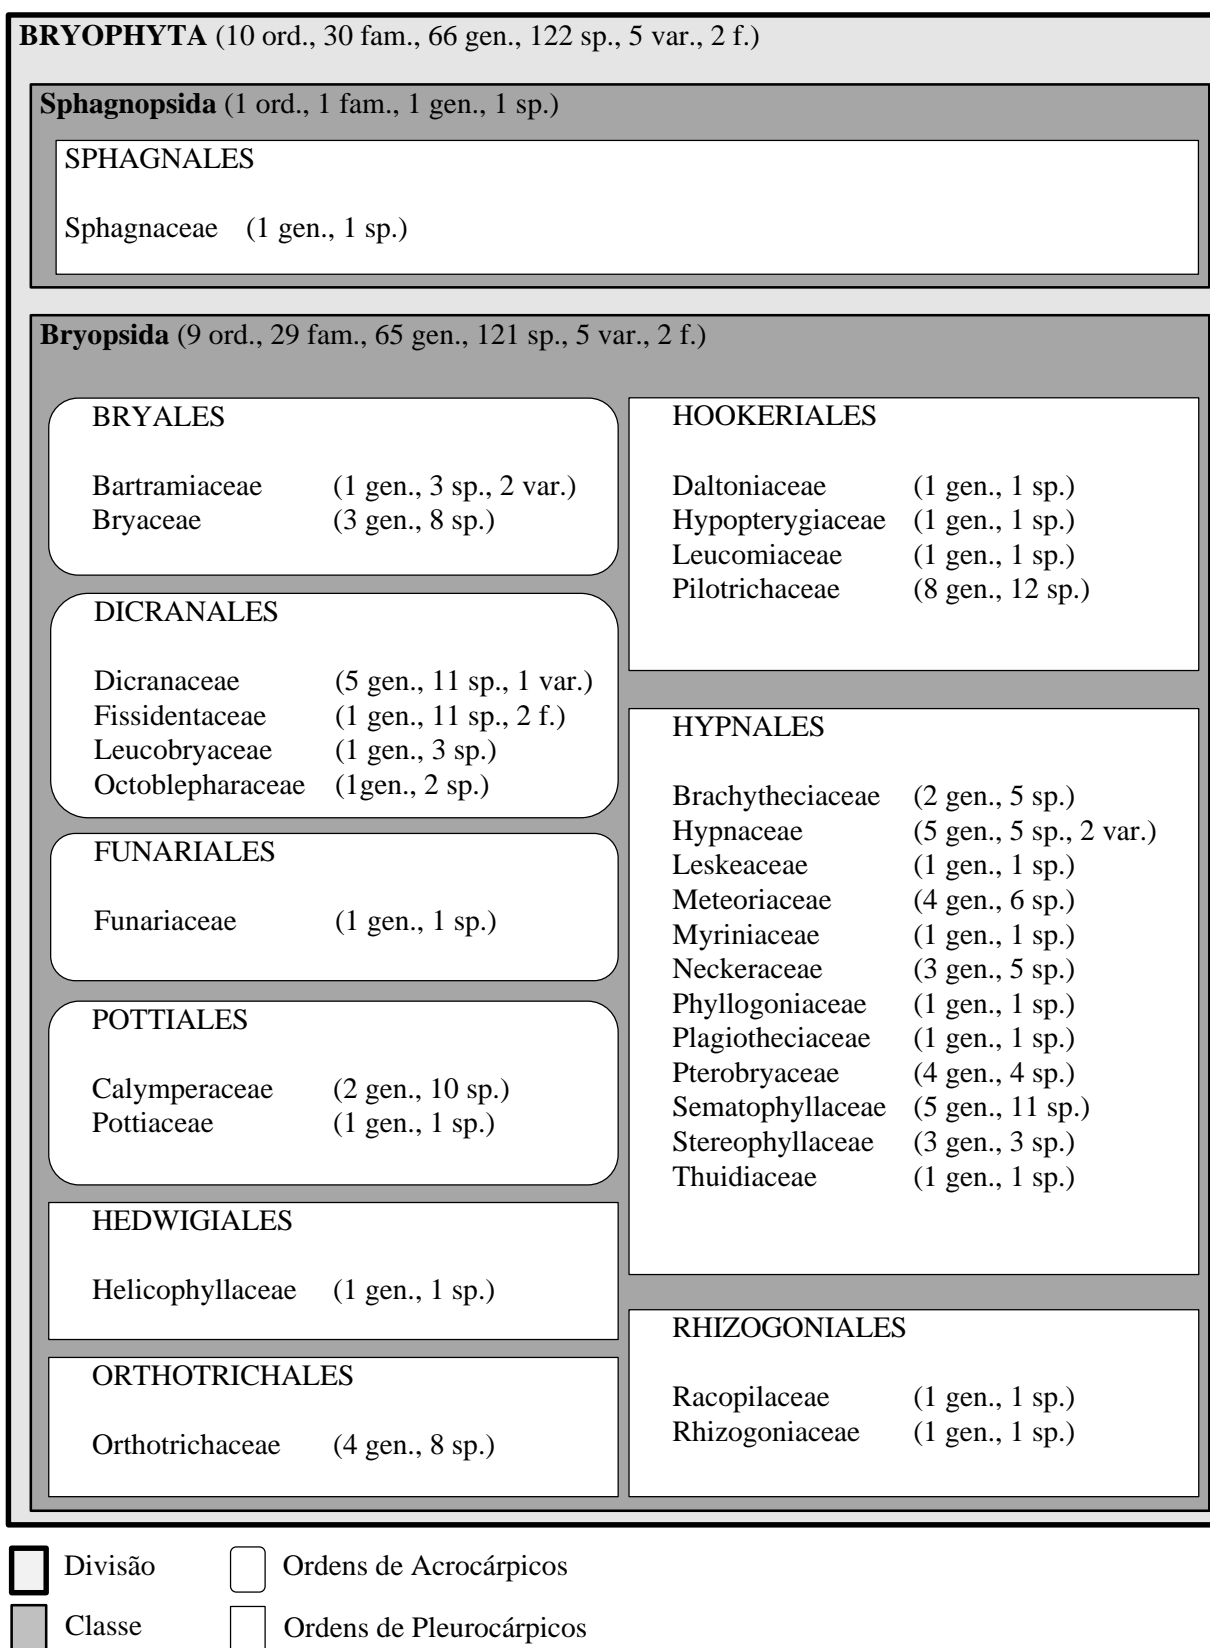 BRYOPHYTA (10 ord., 30 fam., 66 gen., 122 sp., 5 var., 2 f.)
Sphagnopsida (1 ord., 1 fam., 1 gen., 1 sp.)
SPHAGNALES
Sphagnaceae (1 gen., 1 sp.)
Bryopsida (9 ord., 29 fam., 65 gen., 121 sp., 5 var., 2 f.)
BRYALES
Bartramiaceae (1 gen., 3 sp., 2 var.)
Bryaceae (3 gen., 8 sp.)
DICRANALES
Dicranaceae (5 gen., 11 sp., 1 var.)
Fissidentaceae (1 gen., 11 sp., 2 f.)
Leucobryaceae (1 gen., 3 sp.)
Octoblepharaceae (1gen., 2 sp.)
FUNARIALES
Funariaceae (1 gen., 1 sp.)
POTTIALES
Calymperaceae (2 gen., 10 sp.)
Pottiaceae (1 gen., 1 sp.)
HEDWIGIALES
Helicophyllaceae (1 gen., 1 sp.)
ORTHOTRICHALES
Orthotrichaceae (4 gen., 8 sp.)
HOOKERIALES
Daltoniaceae (1 gen., 1 sp.)
Hypopterygiaceae (1 gen., 1 sp.)
Leucomiaceae (1 gen., 1 sp.)
Pilotrichaceae (8 gen., 12 sp.)
HYPNALES
Brachytheciaceae (2 gen., 5 sp.)
Hypnaceae (5 gen., 5 sp., 2 var.)
Leskeaceae (1 gen., 1 sp.)
Meteoriaceae (4 gen., 6 sp.)
Myriniaceae (1 gen., 1 sp.)
Neckeraceae (3 gen., 5 sp.)
Phyllogoniaceae (1 gen., 1 sp.)
Plagiotheciaceae (1 gen., 1 sp.)
Pterobryaceae (4 gen., 4 sp.)
Sematophyllaceae (5 gen., 11 sp.)
Stereophyllaceae (3 gen., 3 sp.)
Thuidiaceae (1 gen., 1 sp.)
RHIZOGONIALES
Racopilaceae (1 gen., 1 sp.)
Rhizogoniaceae (1 gen., 1 sp.)
Divisão
Ordens de Acrocárpicos
Classe
Ordens de Pleurocárpicos